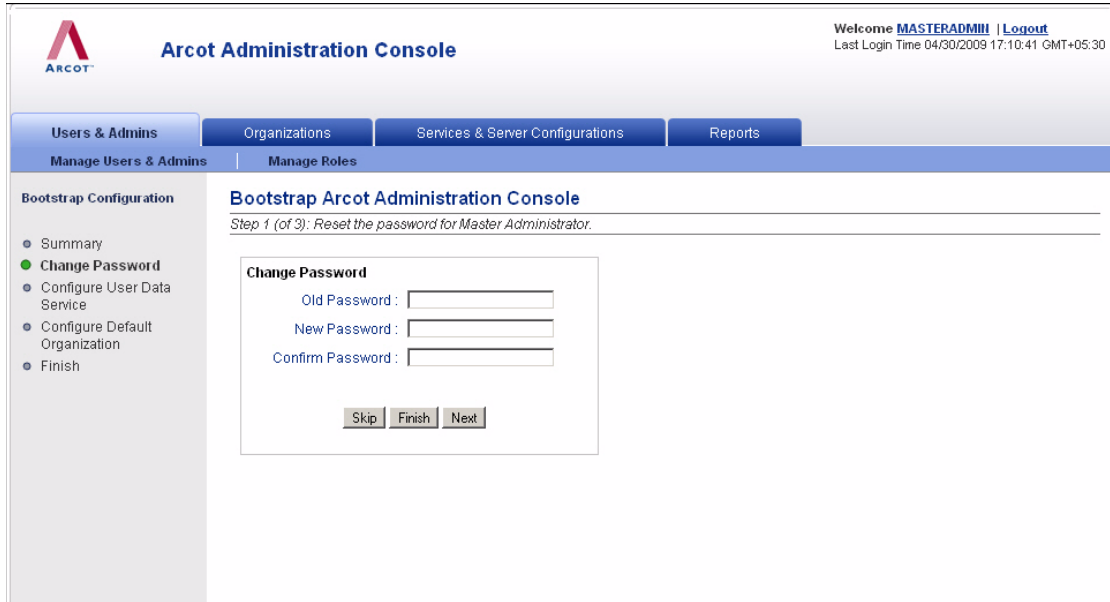 ARCOT™
Arcot Administration Console
Welcome MASTERADMIN | Logout
Last Login Time 04/30/2009 17:10:41 GMT+05:30
Users & Admins
Organizations
Services & Server Configurations
Reports
Manage Users & Admins
Manage Roles
Bootstrap Configuration
Summary
Change Password
Configure User Data
Service
Configure Default
Organization
Finish
Bootstrap Arcot Administration Console
Step 1 (of 3): Reset the password for Master Administrator.
Change Password
Old Password :
New Password :
Confirm Password :
Skip
Finish
Next